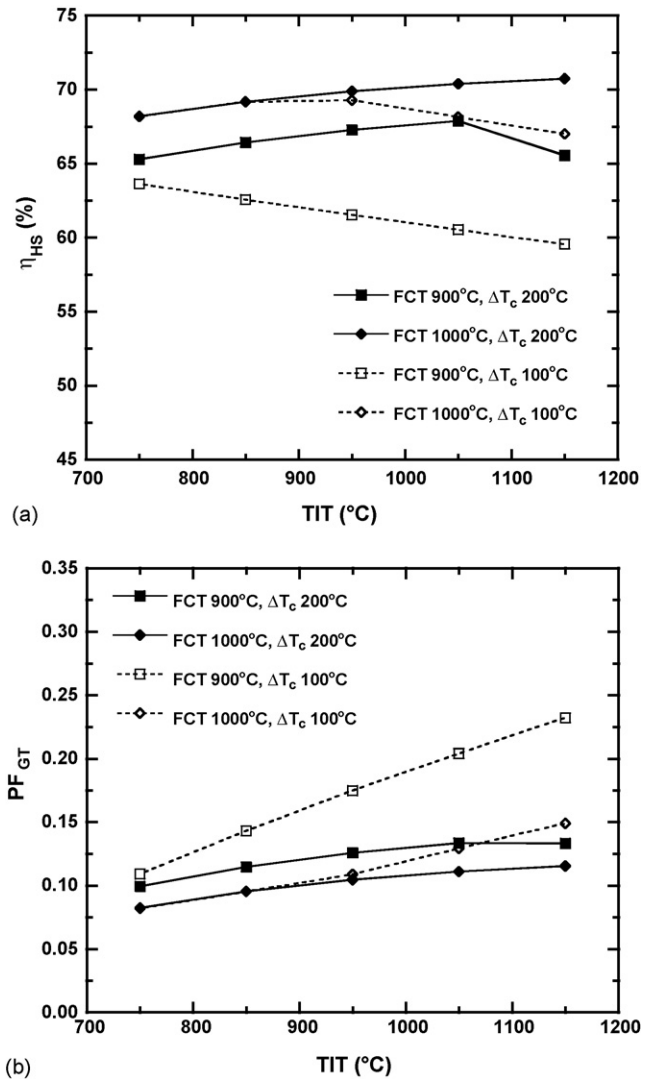 75
70
65
60
55
50
45
η_HS (%)
FCT 900°C, ΔT_c 200°C
FCT 1000°C, ΔT_c 200°C
FCT 900°C, ΔT_c 100°C
FCT 1000°C, ΔT_c 100°C
700 800 900 1000 1100 1200
TIT (°C)
(a)
0.35
0.30
0.25
0.20
0.15
0.10
0.05
0.00
PF_GT
FCT 900°C, ΔT_c 200°C
FCT 1000°C, ΔT_c 200°C
FCT 900°C, ΔT_c 100°C
FCT 1000°C, ΔT_c 100°C
700 800 900 1000 1100 1200
TIT (°C)
(b)